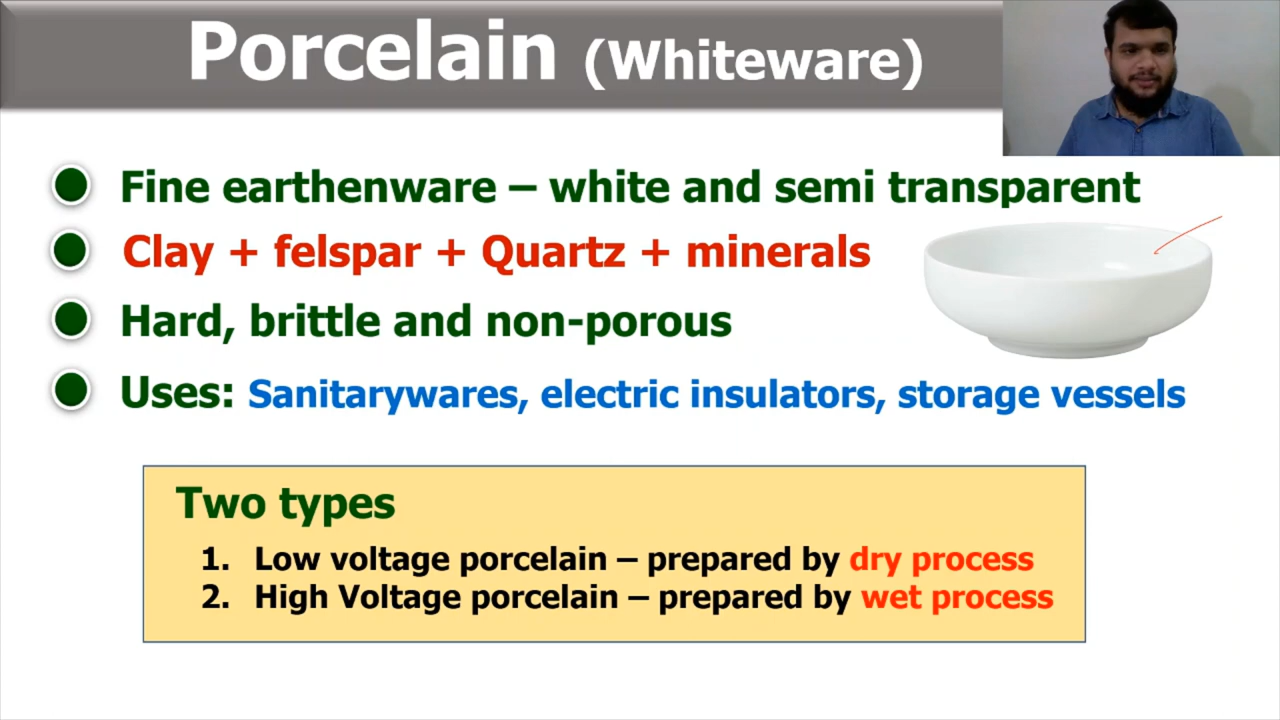 Porcelain (Whiteware)
Fine earthenware – white and semi transparent
Clay + felspar + Quartz + minerals
Hard, brittle and non-porous
Uses: Sanitarywares, electric insulators, storage vessels
Two types
1. Low voltage porcelain – prepared by dry process
2. High Voltage porcelain – prepared by wet process